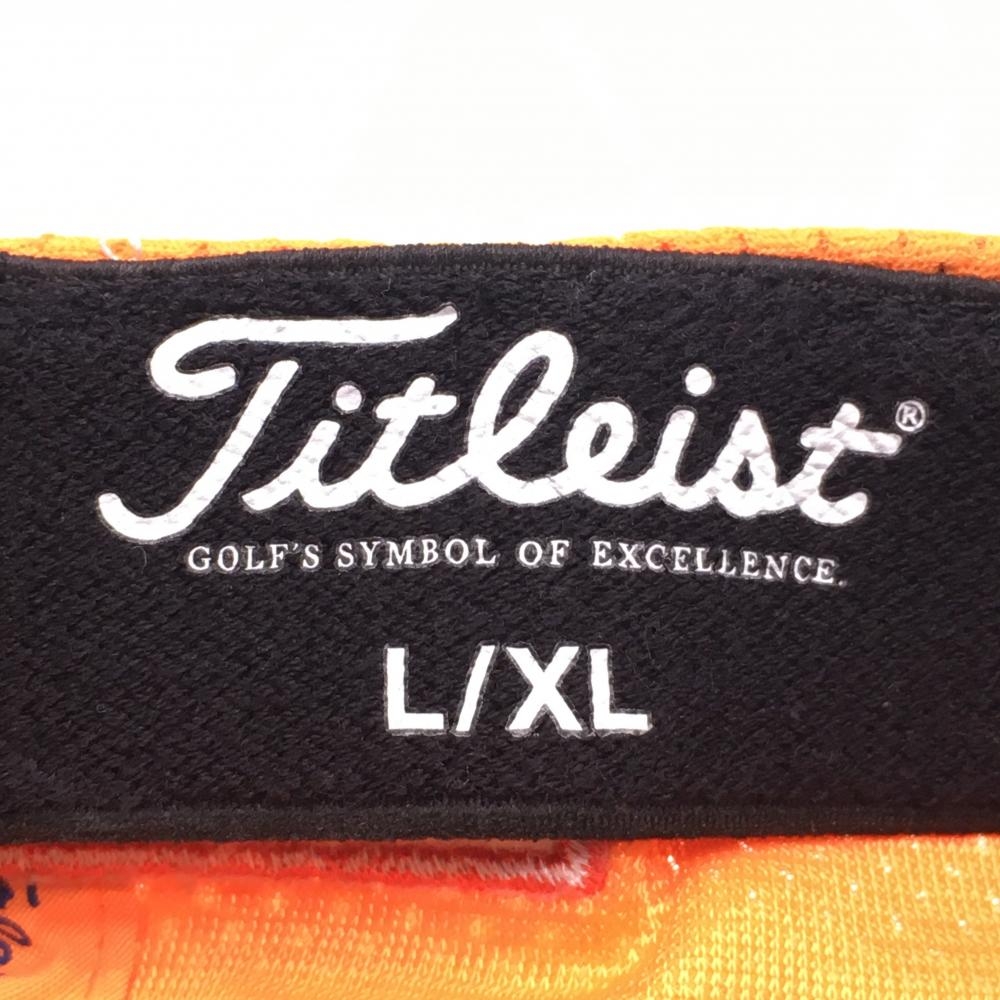 Titleist®
GOLF'S SYMBOL OF EXCELLENCE.
L/XL